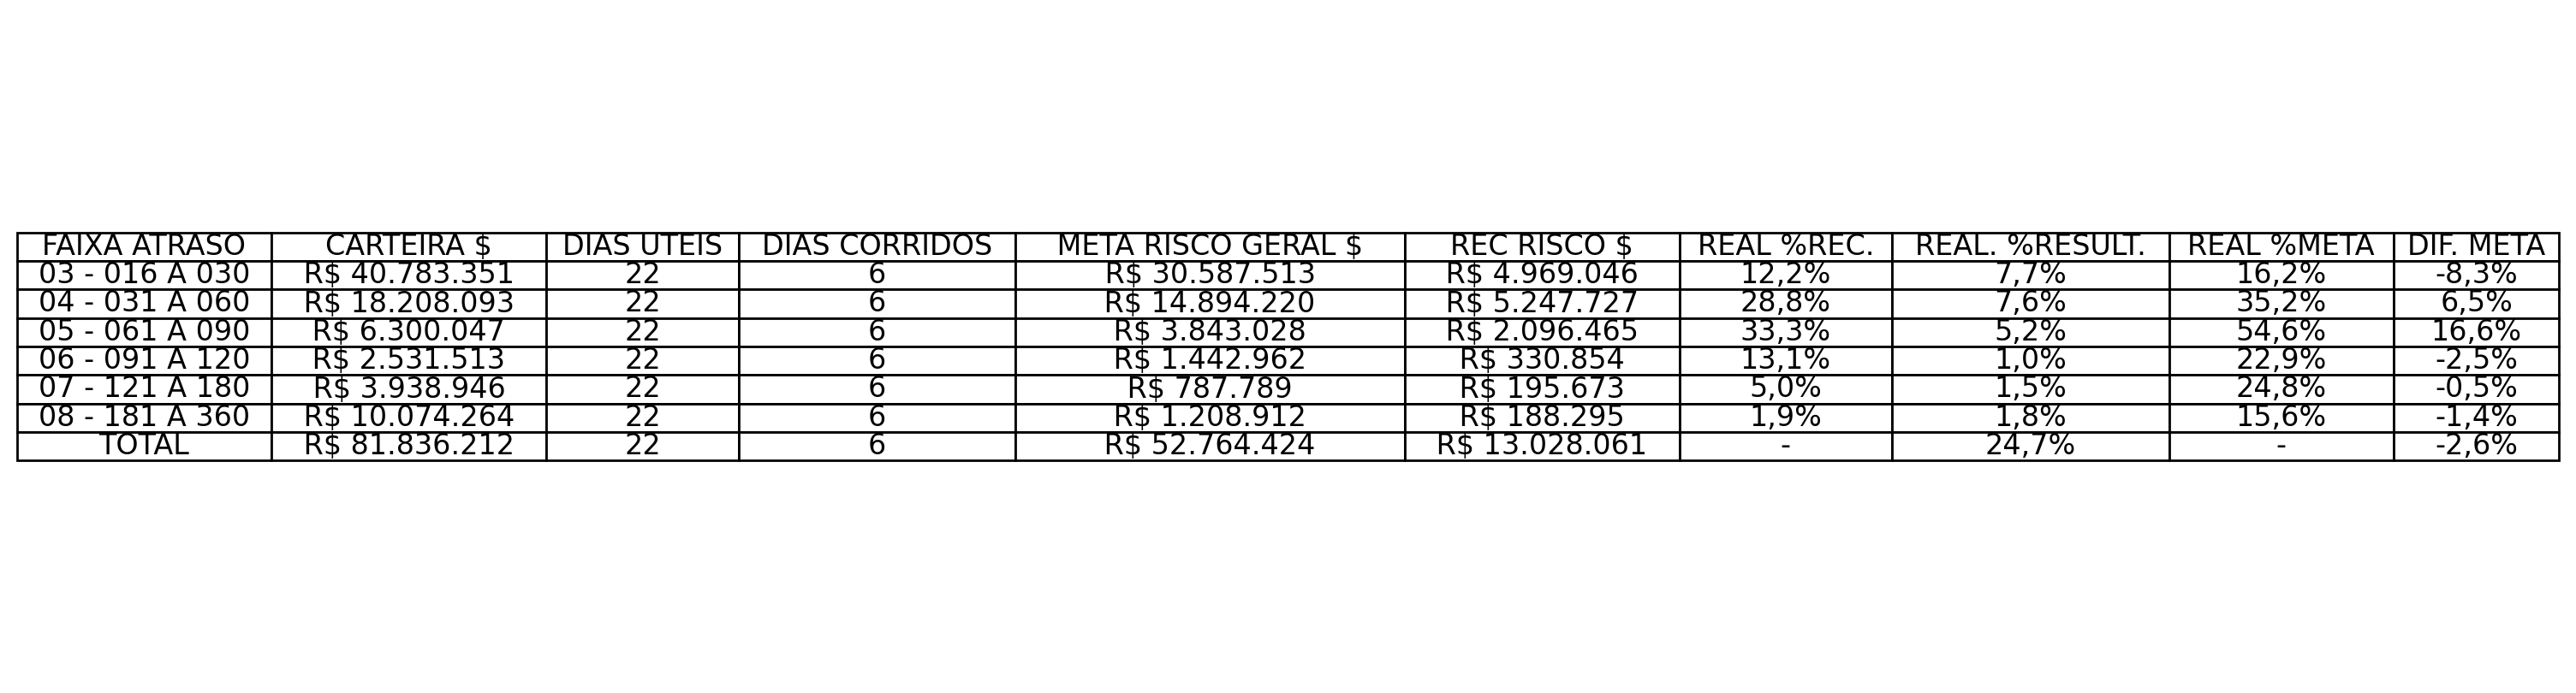 FAIXA ATRASO CARTEIRA $ DIAS UTEIS DIAS CORRIDOS META RISCO GERAL $ REC RISCO $ REAL %REC. REAL. %RESULT. REAL %META DIF. META
03 - 016 A 030 R$ 40.783.351 22 6 R$ 30.587.513 R$ 4.969.046 12,2% 7,7% 16,2% -8,3%
04 - 031 A 060 R$ 18.208.093 22 6 R$ 14.894.220 R$ 5.247.727 28,8% 7,6% 35,2% 6,5%
05 - 061 A 090 R$ 6.300.047 22 6 R$ 3.843.028 R$ 2.096.465 33,3% 5,2% 54,6% 16,6%
06 - 091 A 120 R$ 2.531.513 22 6 R$ 1.442.962 R$ 330.854 13,1% 1,0% 22,9% -2,5%
07 - 121 A 180 R$ 3.938.946 22 6 R$ 787.789 R$ 195.673 5,0% 1,5% 24,8% -0,5%
08 - 181 A 360 R$ 10.074.264 22 6 R$ 1.208.912 R$ 188.295 1,9% 1,8% 15,6% -1,4%
TOTAL R$ 81.836.212 22 6 R$ 52.764.424 R$ 13.028.061 - 24,7% - -2,6%